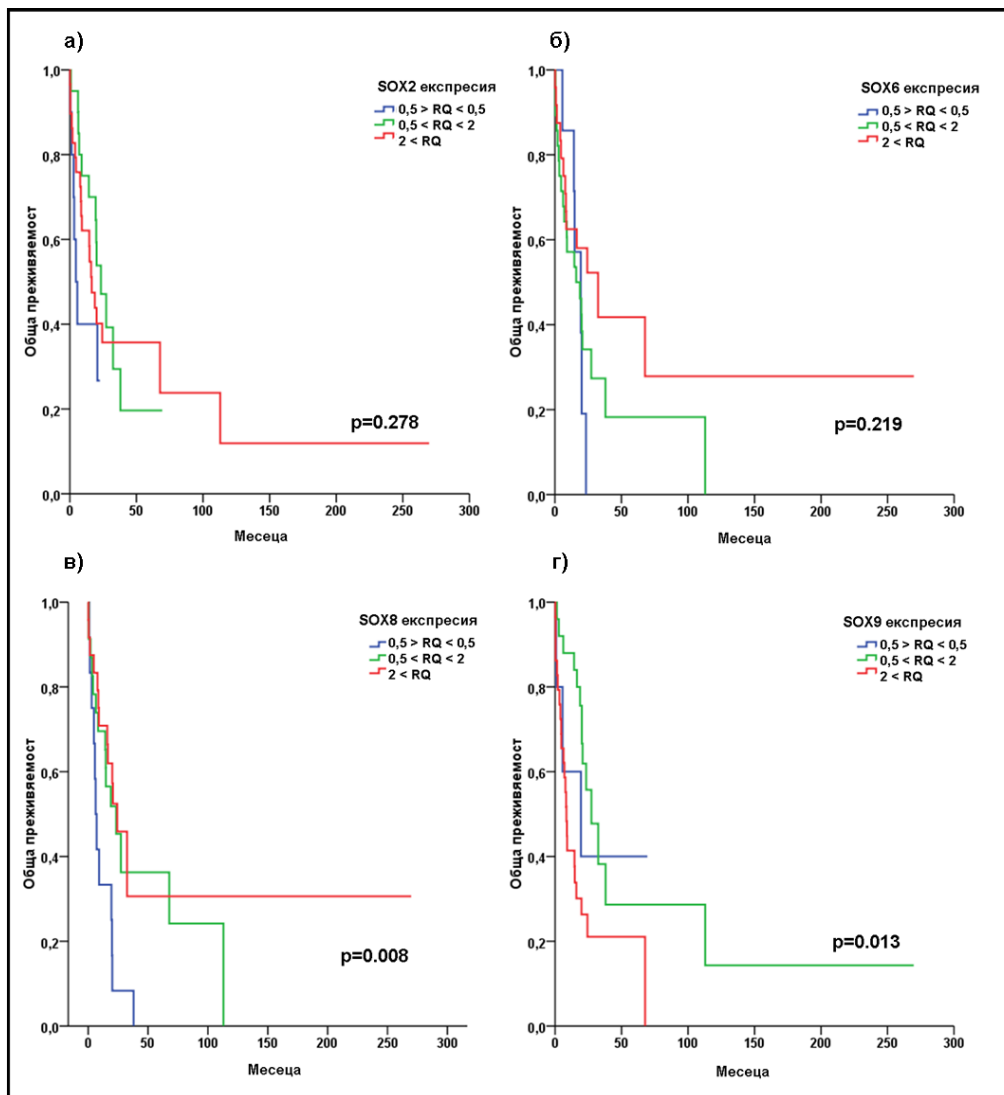 а)
SOX2 експресия
0,5 > RQ < 0,5
0,5 < RQ < 2
2 < RQ
Обща преживяемост
1,0
0,8
0,6
0,4
0,2
0,0
p=0.278
0 50 100 150 200 250 300
Месеца
б)
SOX6 експресия
0,5 > RQ < 0,5
0,5 < RQ < 2
2 < RQ
Обща преживяемост
1,0
0,8
0,6
0,4
0,2
0,0
p=0.219
0 50 100 150 200 250 300
Месеца
в)
SOX8 експресия
0,5 > RQ < 0,5
0,5 < RQ < 2
2 < RQ
Обща преживяемост
1,0
0,8
0,6
0,4
0,2
0,0
p=0.008
0 50 100 150 200 250 300
Месеца
г)
SOX9 експресия
0,5 > RQ < 0,5
0,5 < RQ < 2
2 < RQ
Обща преживяемост
1,0
0,8
0,6
0,4
0,2
0,0
p=0.013
0 50 100 150 200 250 300
Месеца